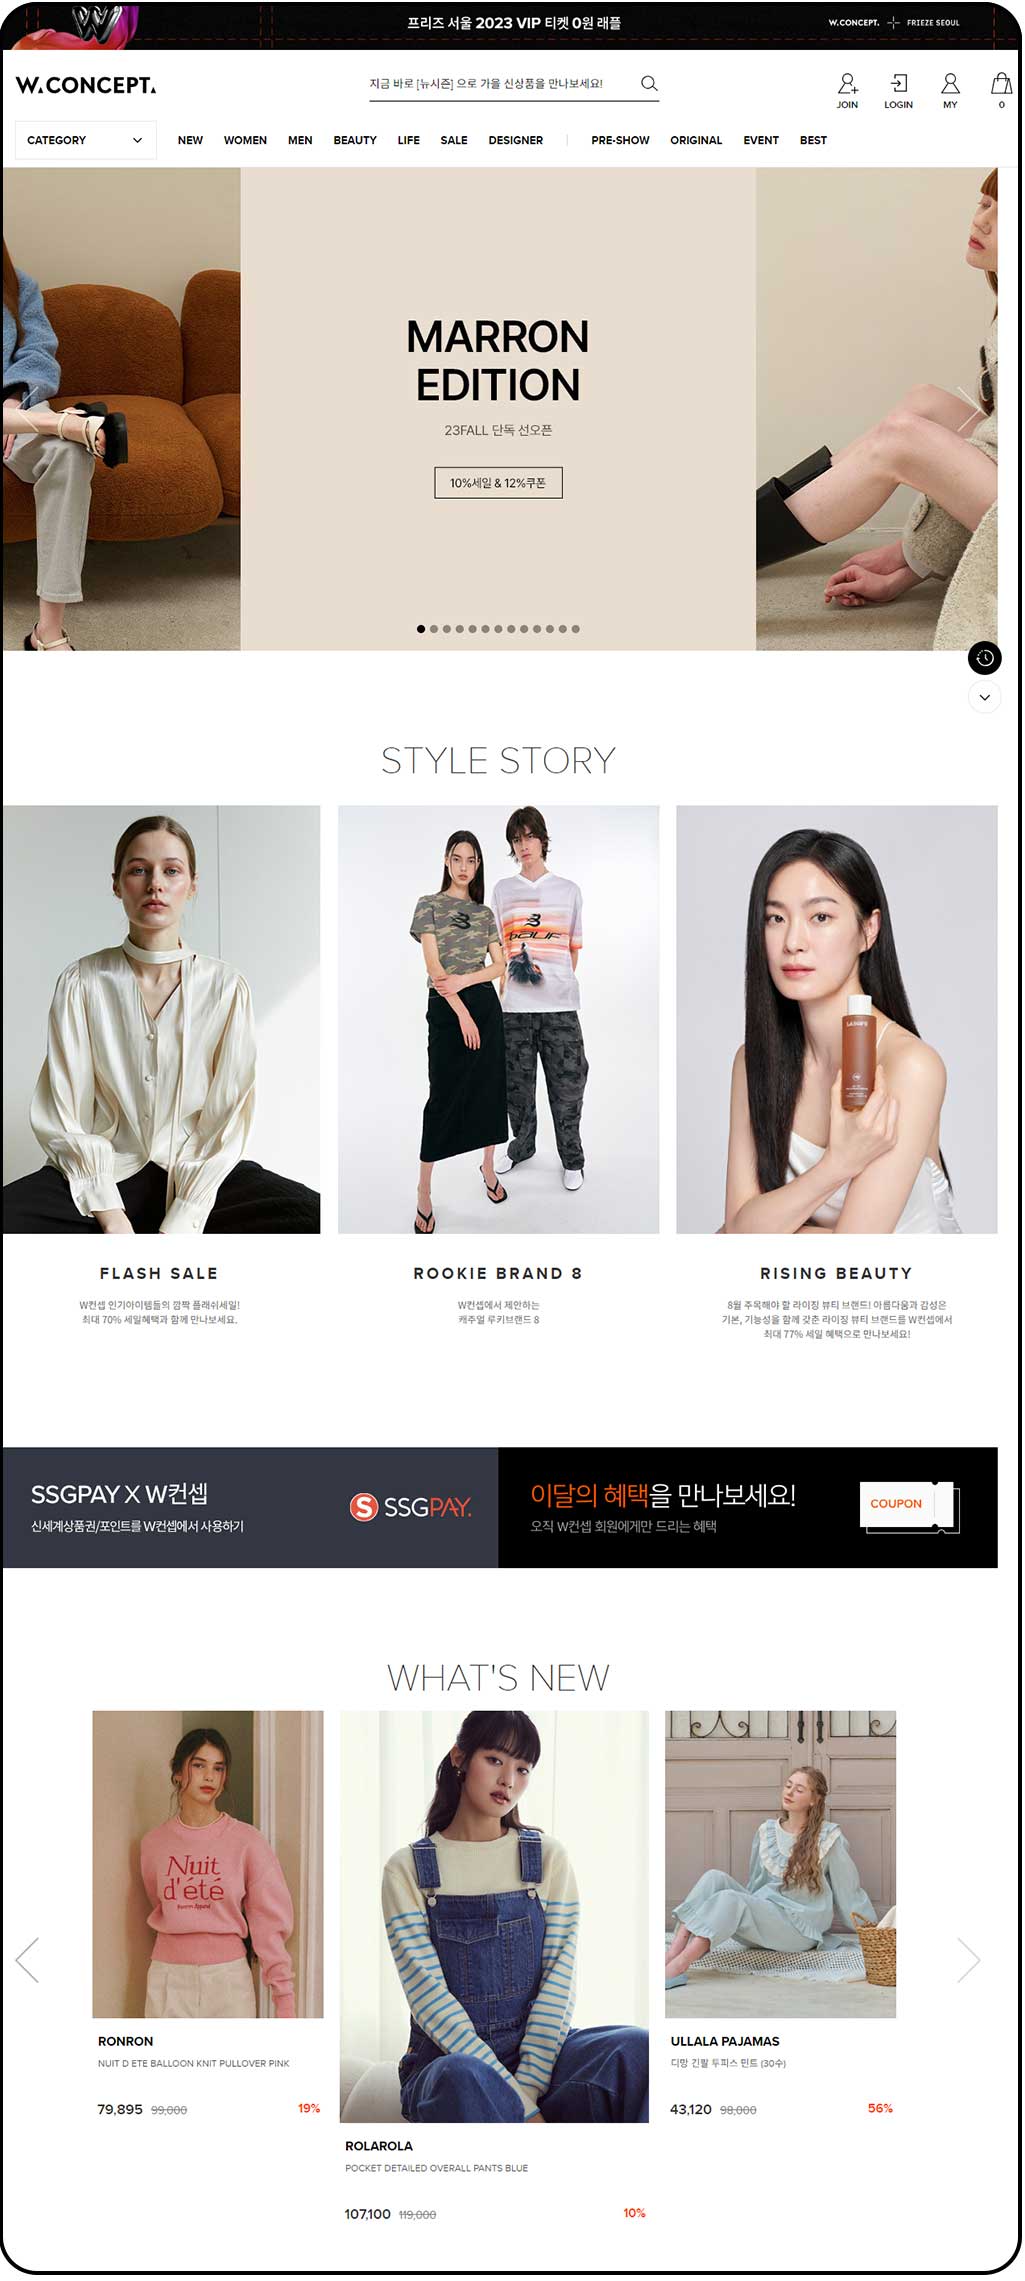 프리즈 서울 2023 VIP 티켓 0원 래플
W.CONCEPT. FRIEZE SEOUL
W.CONCEPT.
지금 바로 [뉴시즌] 으로 가을 신상품을 만나보세요!
JOIN LOGIN MY 0
CATEGORY NEW WOMEN MEN BEAUTY LIFE SALE DESIGNER PRE-SHOW ORIGINAL EVENT BEST
MARRON
EDITION
23FALL 단독 선오픈
10%세일 & 12%쿠폰
STYLE STORY
FLASH SALE
W컨셉 인기아이템들의 깜짝 플래쉬세일!
최대 70% 세일혜택과 함께 만나보세요.
ROOKIE BRAND 8
W컨셉에서 제안하는
캐주얼 루키브랜드 8
RISING BEAUTY
8월 주목해야 할 라이징 뷰티 브랜드! 아름다움과 감성은
기본, 기능성을 함께 갖춘 라이징 뷰티 브랜드를 W컨셉에서
최대 77% 세일 혜택으로 만나보세요!
SSGPAY X W컨셉
신세계상품권/포인트를 W컨셉에서 사용하기
S SSGPAY.
이달의 혜택을 만나보세요!
오직 W컨셉 회원에게만 드리는 혜택
COUPON
WHAT'S NEW
Nuit
d'été
RONRON
NUIT D ETE BALLOON KNIT PULLOVER PINK
79,895 99,000 19%
ROLAROLA
POCKET DETAILED OVERALL PANTS BLUE
107,100 119,000 10%
ULLALA PAJAMAS
디망 긴팔 투피스 민트 (30수)
43,120 98,000 56%